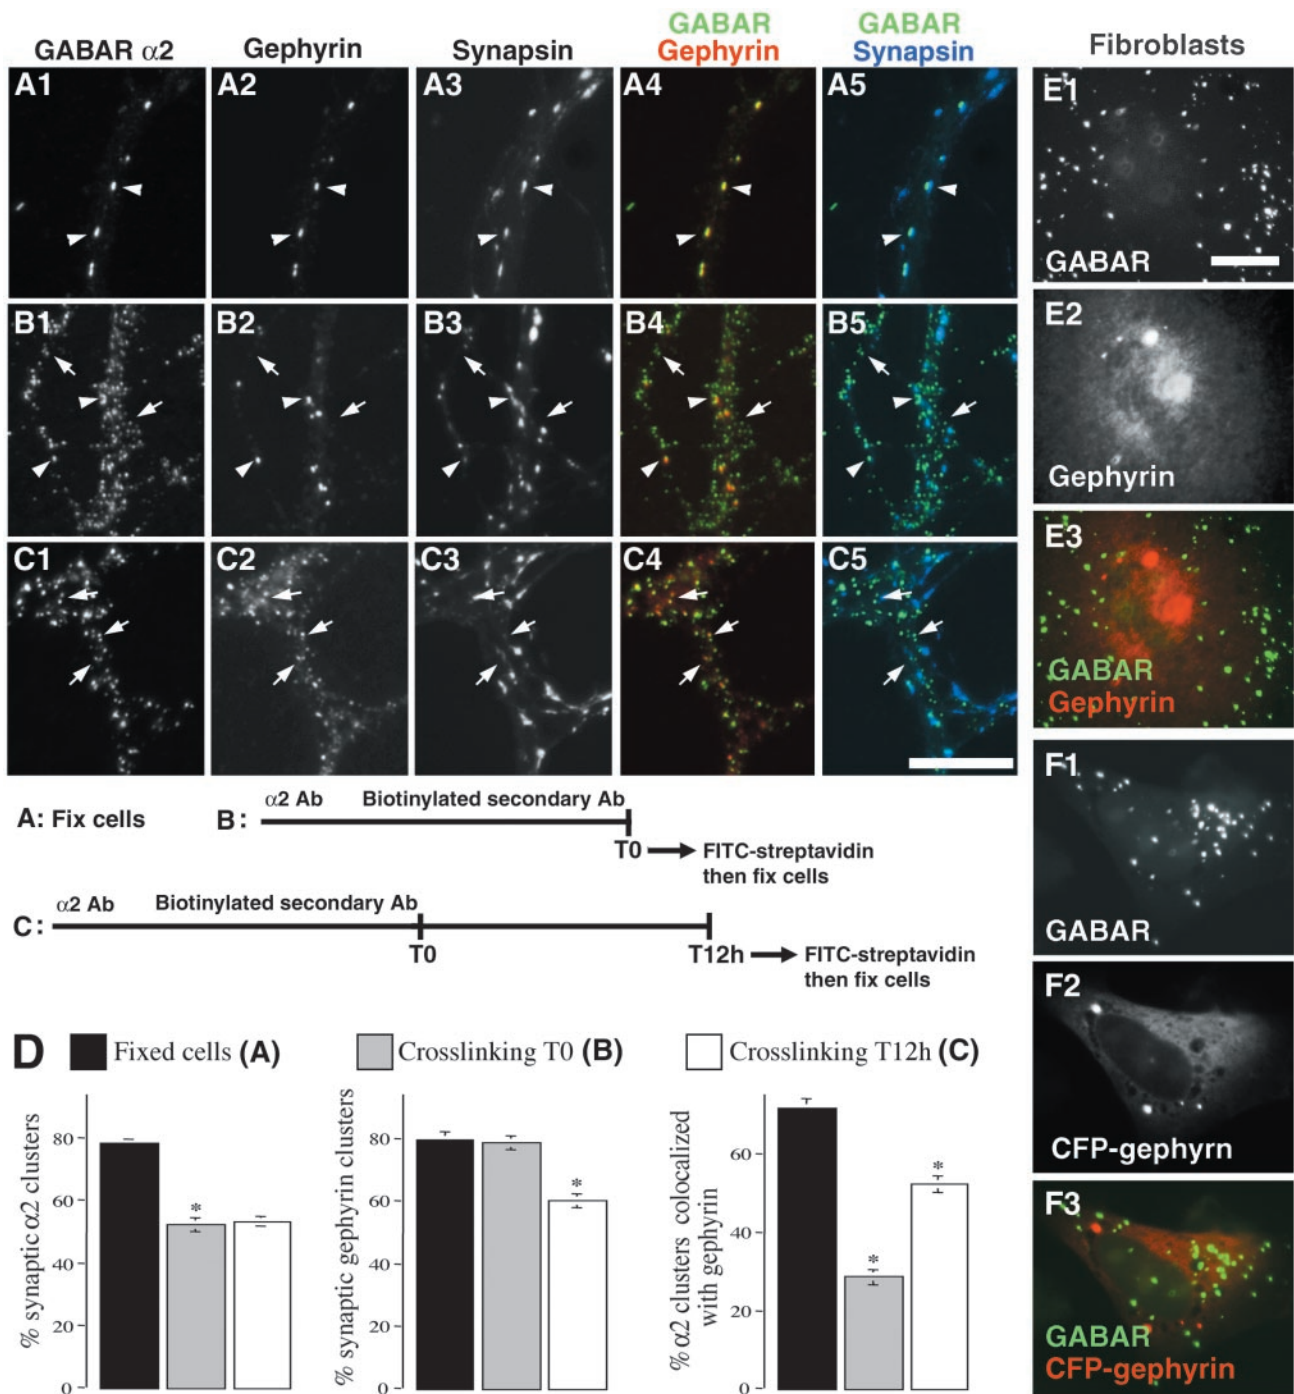 GABAR α2
Gephyrin
Synapsin
GABAR
Gephyrin
GABAR
Synapsin
Fibroblasts
A1
A2
A3
A4
A5
B1
B2
B3
B4
B5
C1
C2
C3
C4
C5
E1
GABAR
E2
Gephyrin
E3
GABAR
Gephyrin
F1
GABAR
F2
CFP-gephyrn
F3
GABAR
CFP-gephyrin
A: Fix cells
B: α2 Ab Biotinylated secondary Ab
T0 FITC-streptavidin
then fix cells
C: α2 Ab Biotinylated secondary Ab
T0 T12h FITC-streptavidin
then fix cells
D Fixed cells (A) Crosslinking T0 (B) Crosslinking T12h (C)
% synaptic α2 clusters
80
60
40
20
0
*
% synaptic gephyrin clusters
80
60
40
20
0
*
% α2 clusters colocalized
with gephyrin
60
40
20
0
*
*